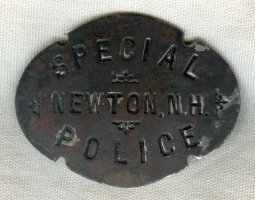 SPECIAL
NEWTON, N.H.
POLICE